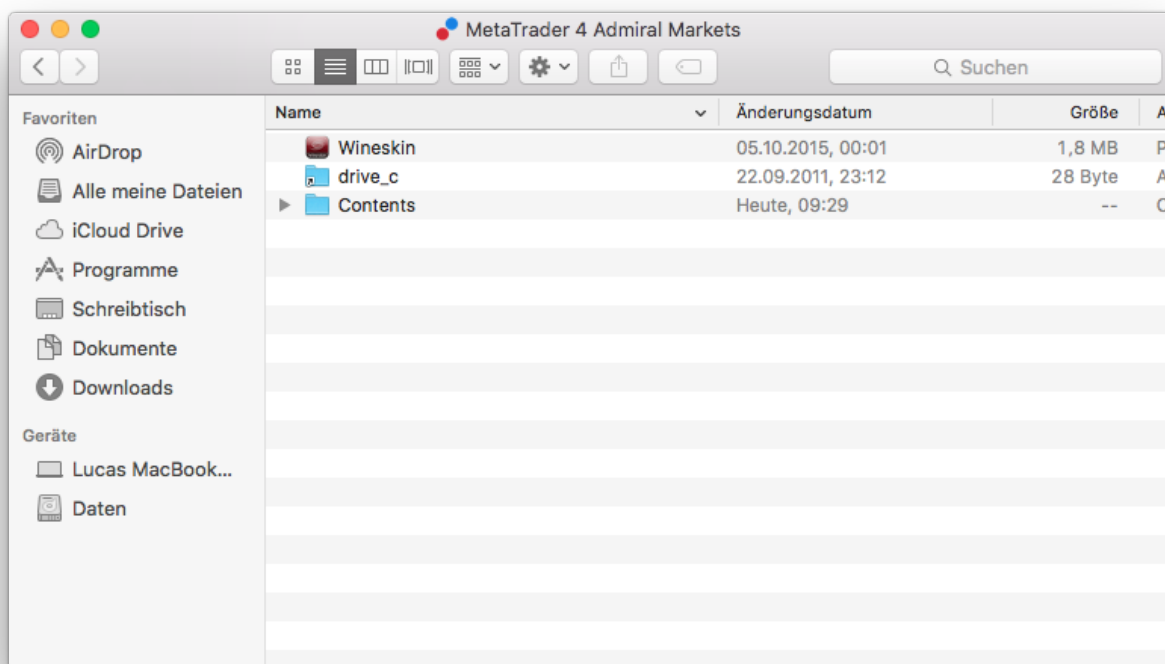 MetaTrader 4 Admiral Markets
Suchen
Favoriten
AirDrop
Alle meine Dateien
iCloud Drive
Programme
Schreibtisch
Dokumente
Downloads
Geräte
Lucas MacBook...
Daten
Name Änderungsdatum Größe A
Wineskin 05.10.2015, 00:01 1,8 MB P
drive_c 22.09.2011, 23:12 28 Byte A
Contents Heute, 09:29 -- C